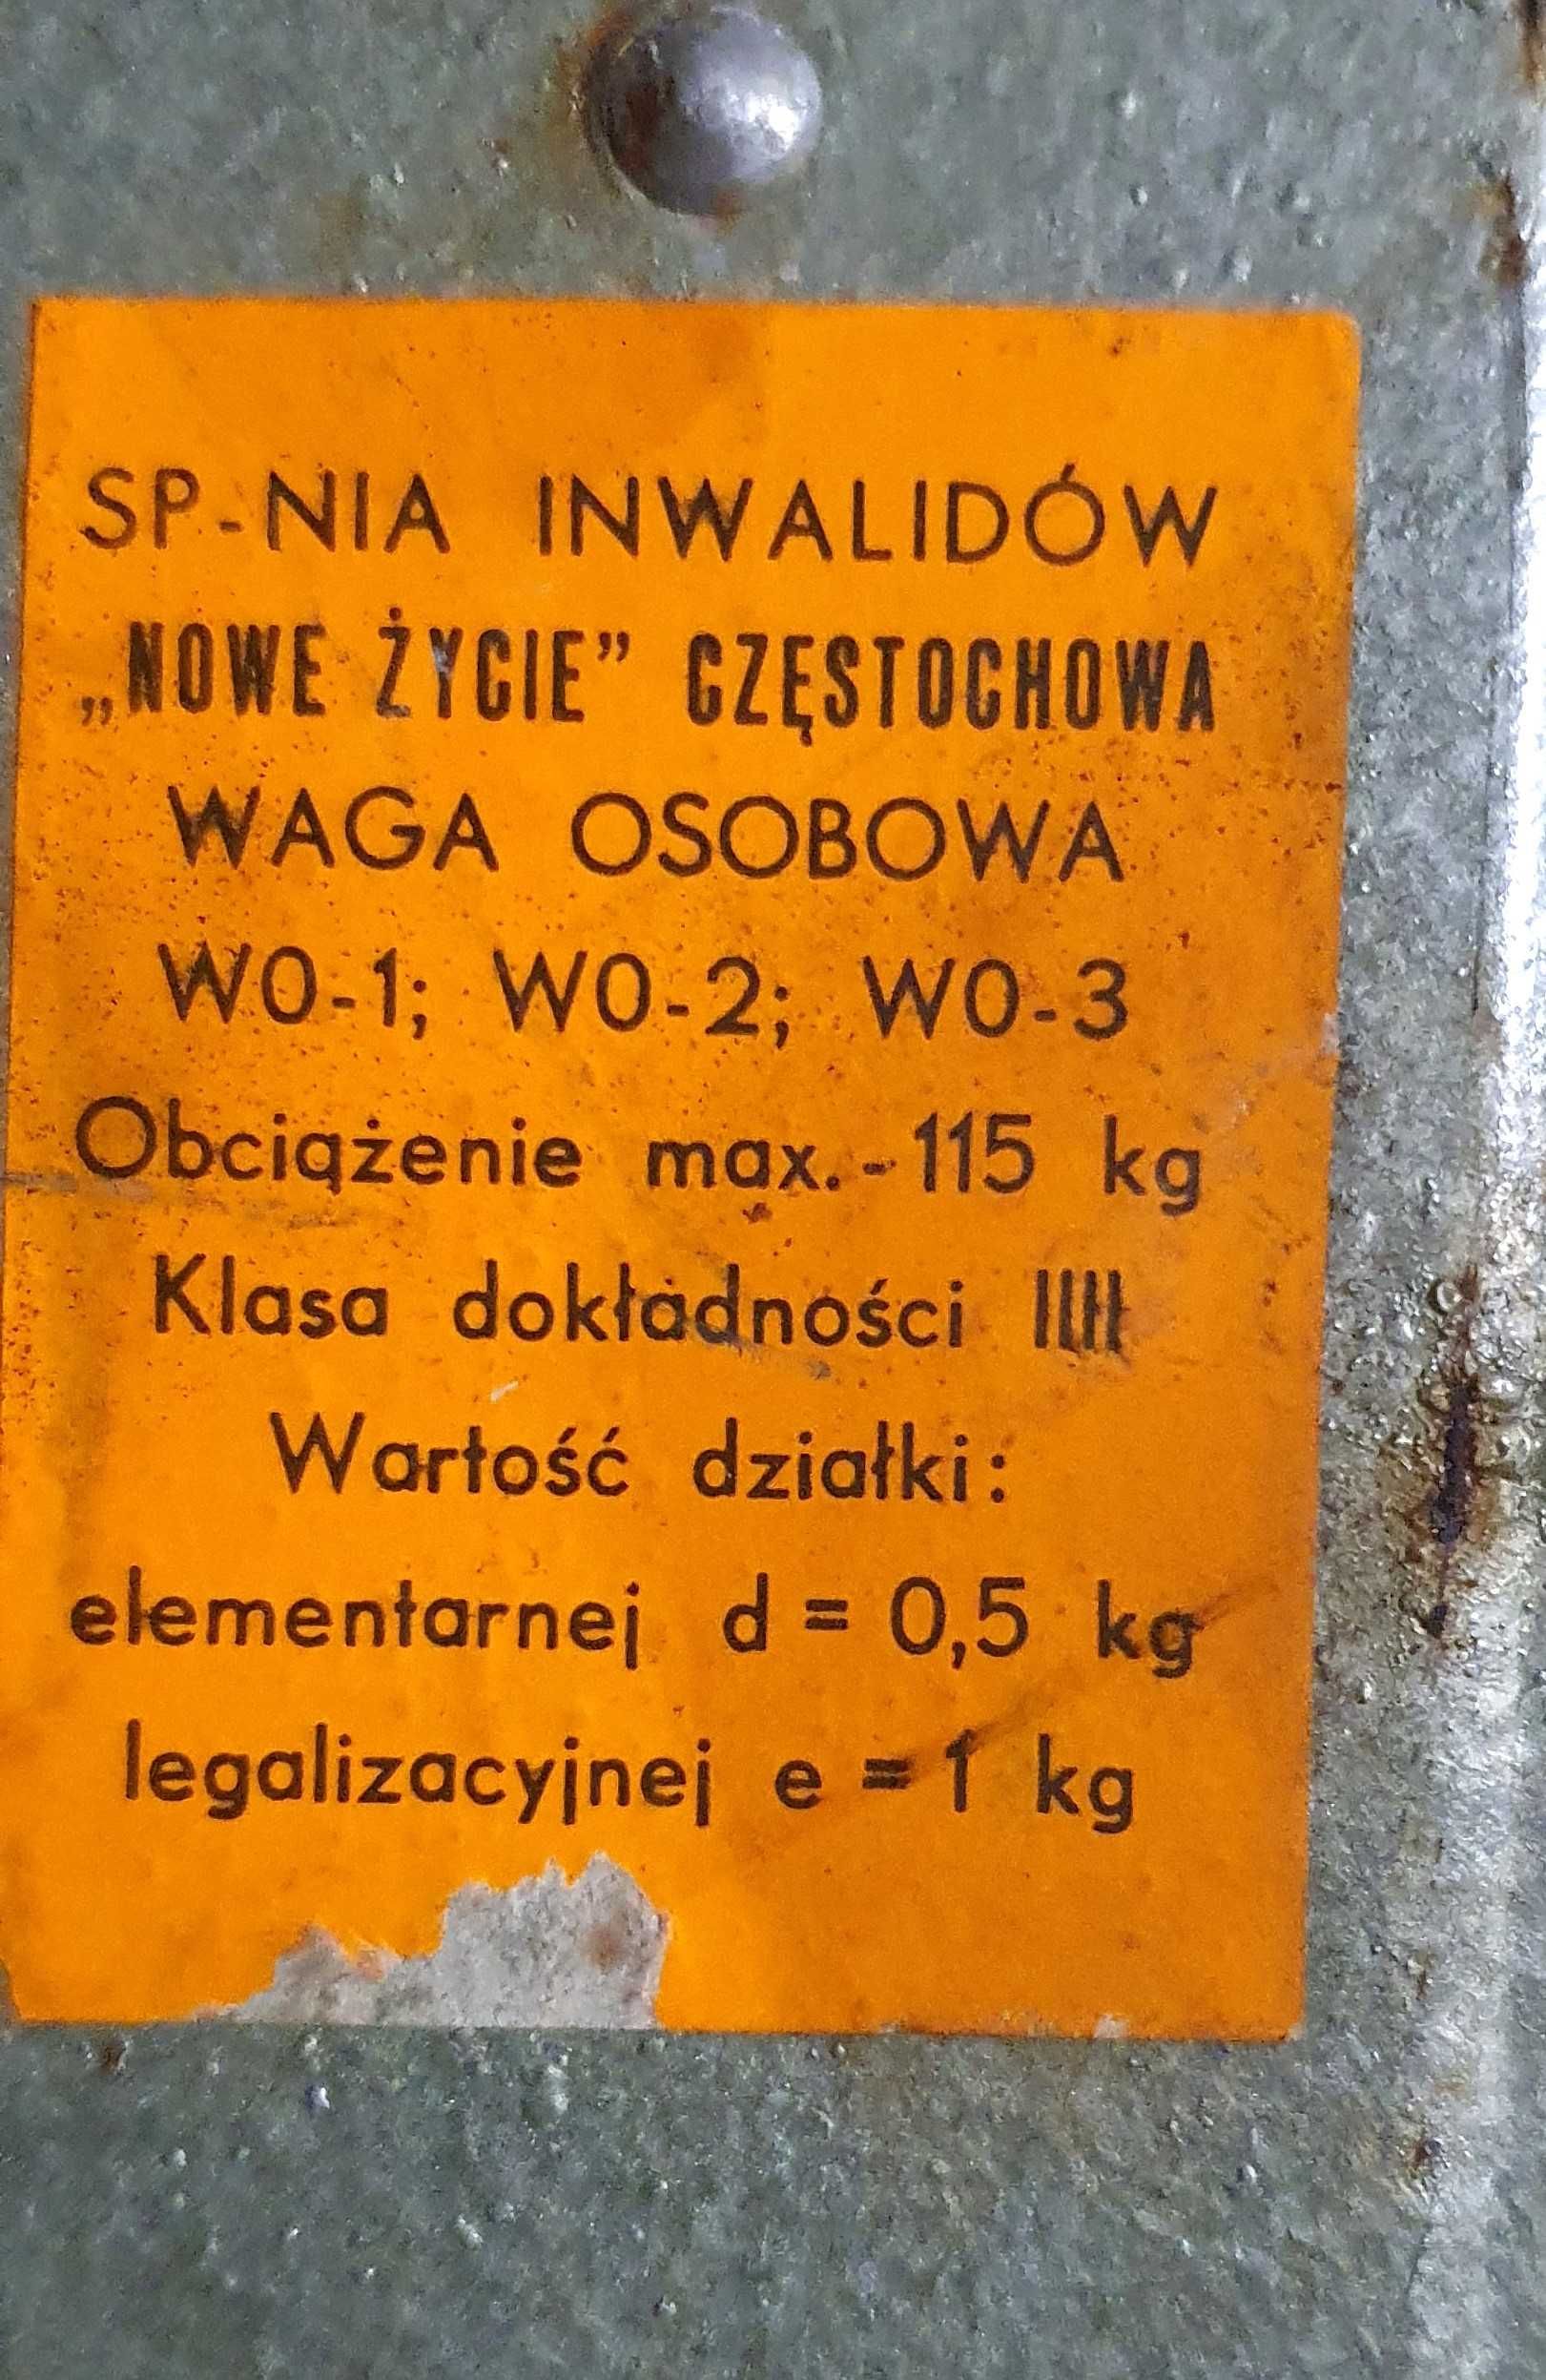 SP-NIA INWALIDÓW
„NOWE ŻYCIE” CZĘSTOCHOWA
WAGA OSOBOWA
WO-1; WO-2; WO-3
Obciążenie max. - 115 kg
Klasa dokładności IIII
Wartość działki:
elementarnej d = 0,5 kg
legalizacyjnej e = 1 kg